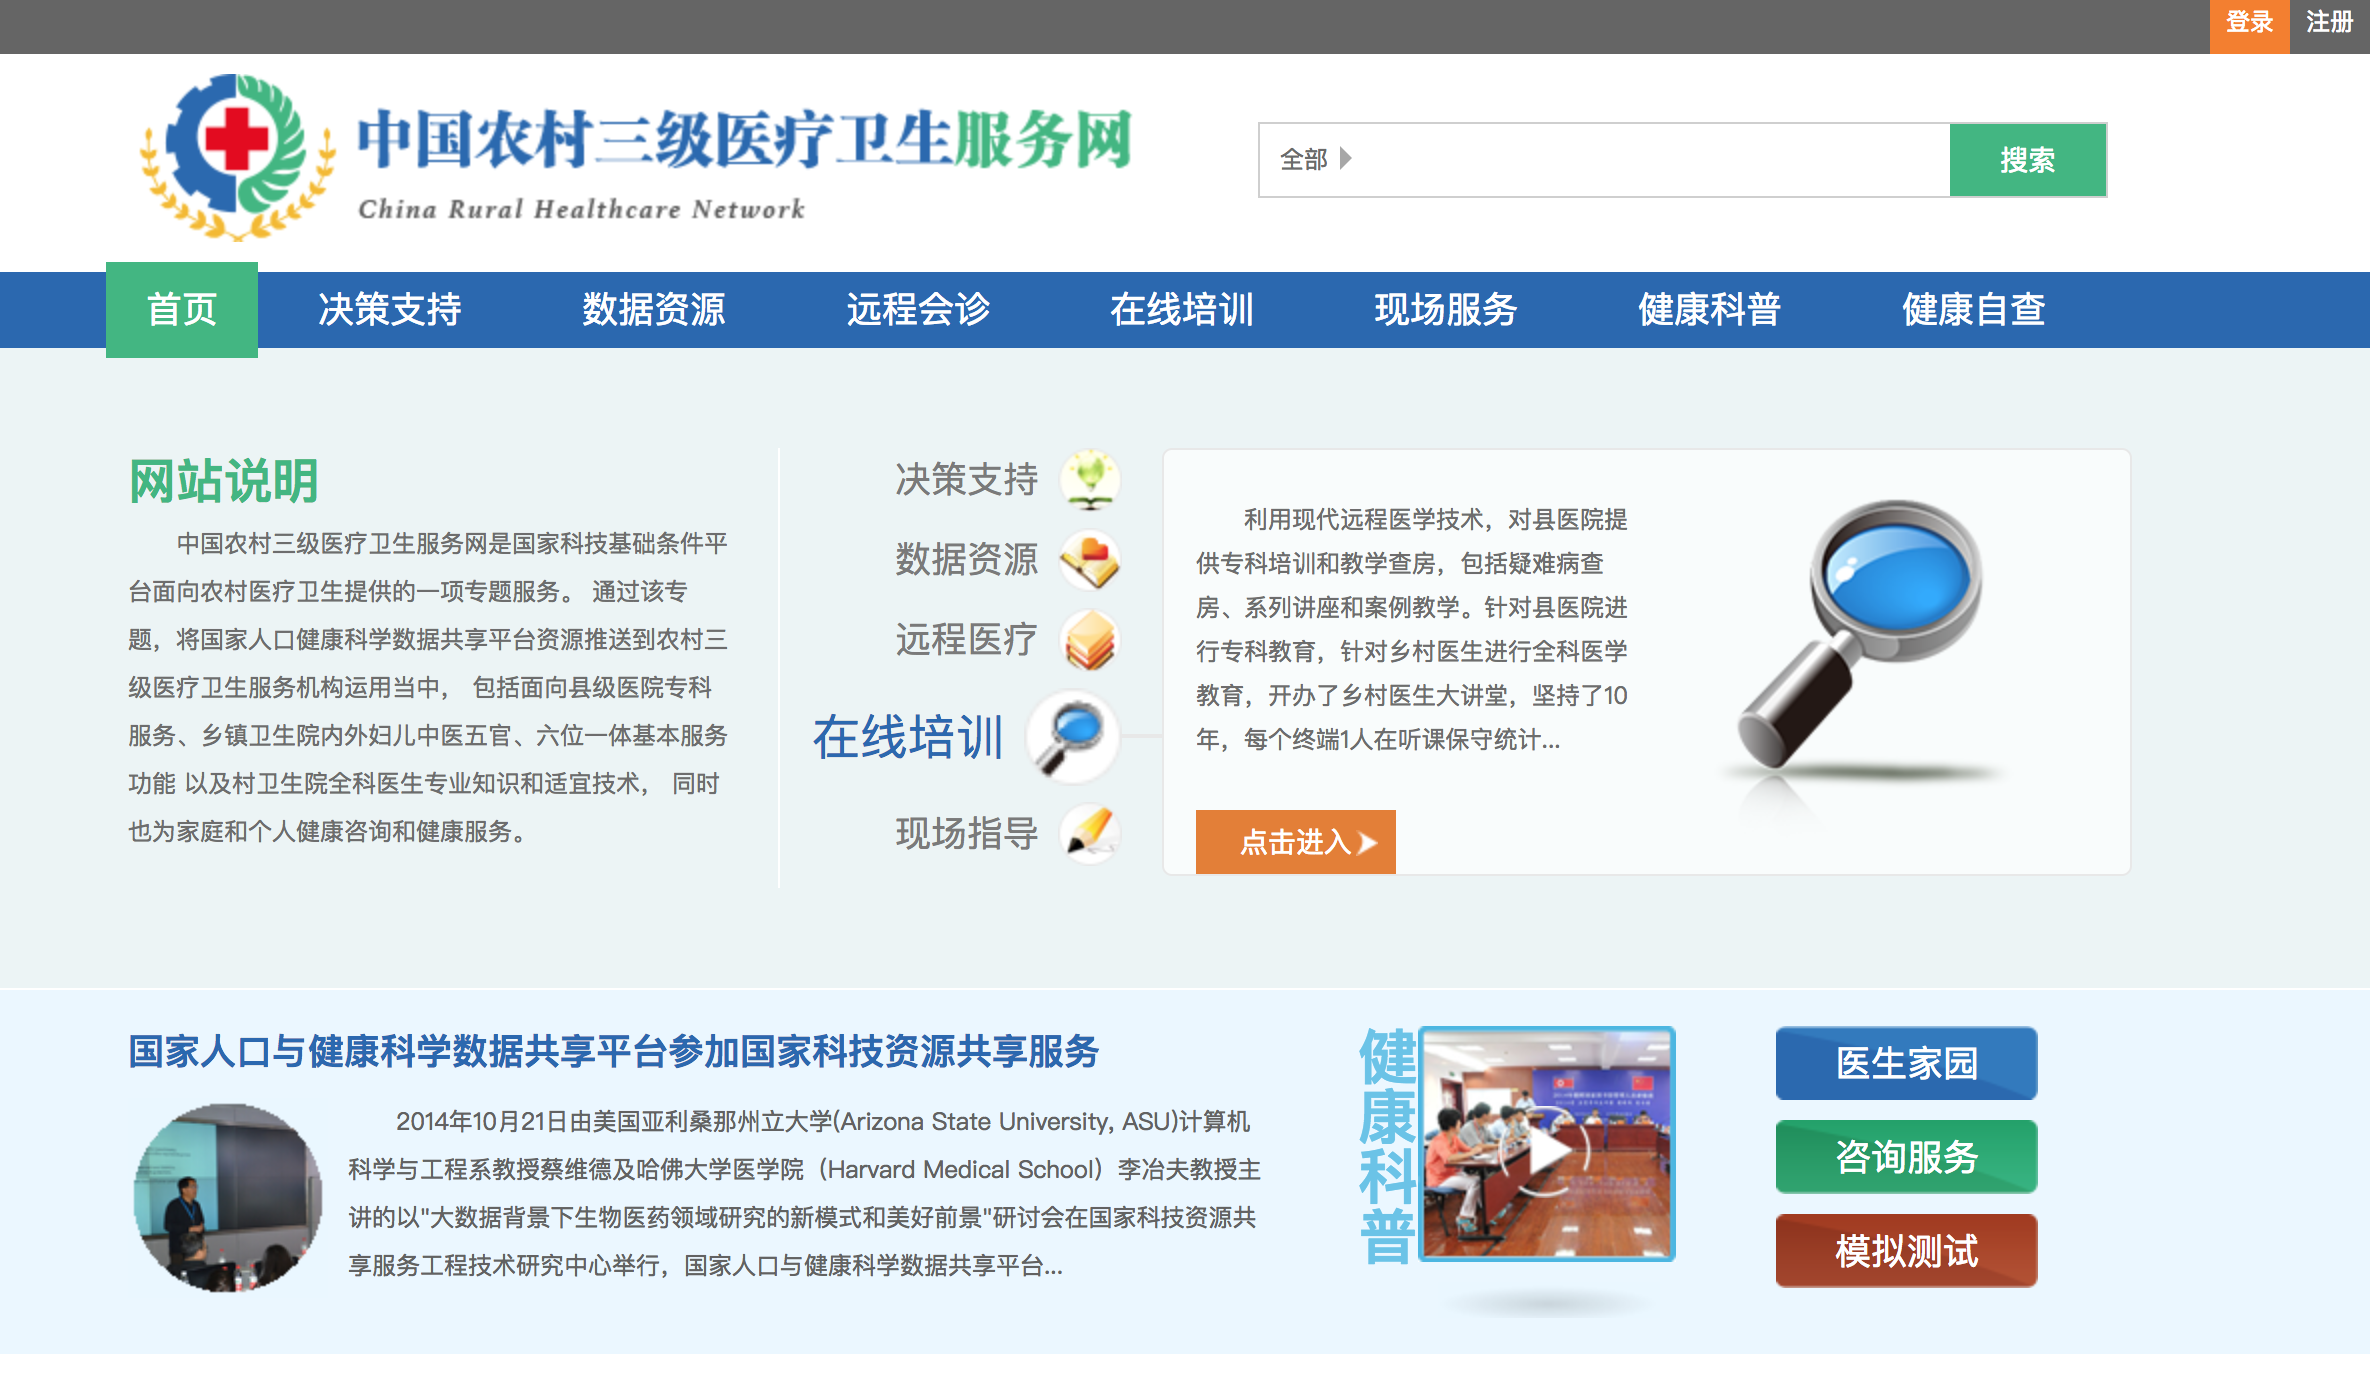 登录 注册
中国农村三级医疗卫生服务网
China Rural Healthcare Network
全部
搜索
首页 决策支持 数据资源 远程会诊 在线培训 现场服务 健康科普 健康自查
网站说明
中国农村三级医疗卫生服务网是国家科技基础条件平
台面向农村医疗卫生提供的一项专题服务。 通过该专
题，将国家人口健康科学数据共享平台资源推送到农村三
级医疗卫生服务机构运用当中， 包括面向县级医院专科
服务、乡镇卫生院内外妇儿中医五官、六位一体基本服务
功能 以及村卫生院全科医生专业知识和适宜技术， 同时
也为家庭和个人健康咨询和健康服务。
决策支持
数据资源
远程医疗
在线培训
现场指导
利用现代远程医学技术，对县医院提
供专科培训和教学查房，包括疑难病查
房、系列讲座和案例教学。针对县医院进
行专科教育，针对乡村医生进行全科医学
教育，开办了乡村医生大讲堂，坚持了10
年，每个终端1人在听课保守统计...
点击进入
国家人口与健康科学数据共享平台参加国家科技资源共享服务
2014年10月21日由美国亚利桑那州立大学(Arizona State University, ASU)计算机
科学与工程系教授蔡维德及哈佛大学医学院（Harvard Medical School）李冶夫教授主
讲的以"大数据背景下生物医药领域研究的新模式和美好前景"研讨会在国家科技资源共
享服务工程技术研究中心举行，国家人口与健康科学数据共享平台...
健康科普
医生家园
咨询服务
模拟测试